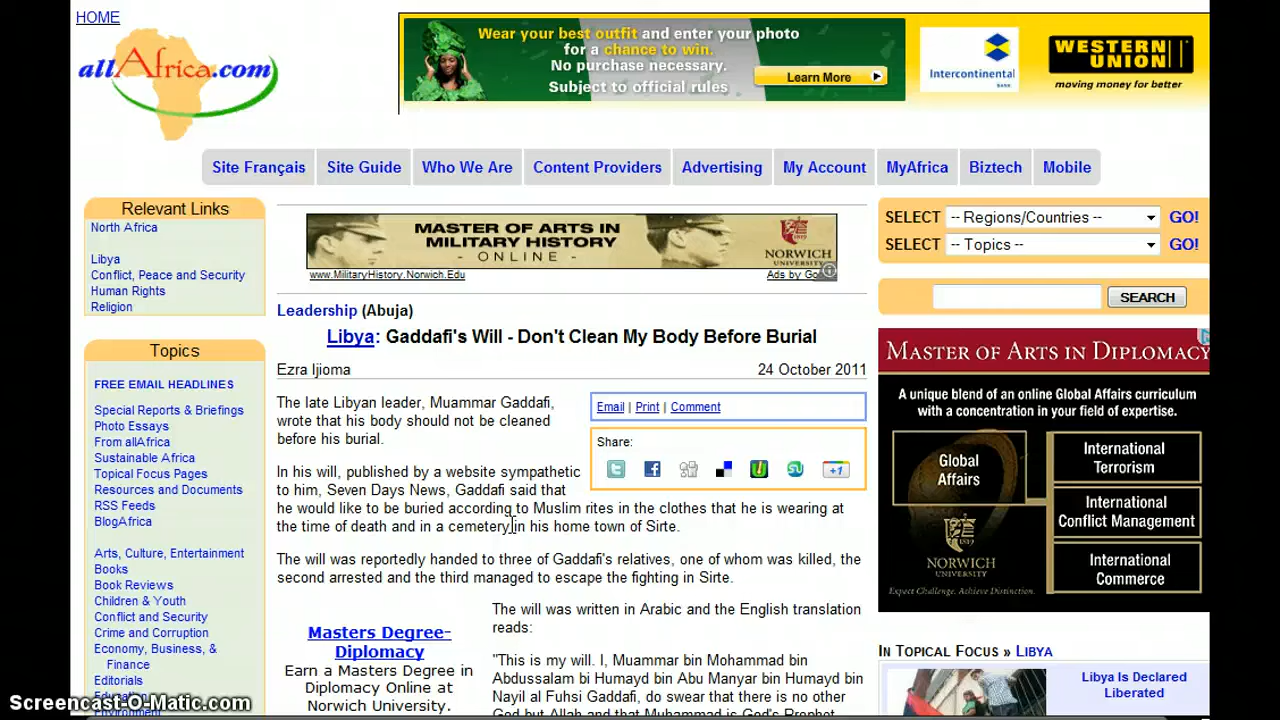 HOME
allAfrica.com
Wear your best outfit and enter your photo
for a chance to win.
No purchase necessary.
Subject to official rules
Learn More
Intercontinental
BANK
WESTERN
UNION
moving money for better
Site Français
Site Guide
Who We Are
Content Providers
Advertising
My Account
MyAfrica
Biztech
Mobile
Relevant Links
North Africa
Libya
Conflict, Peace and Security
Human Rights
Religion
Topics
FREE EMAIL HEADLINES
Special Reports & Briefings
Photo Essays
From allAfrica
Sustainable Africa
Topical Focus Pages
Resources and Documents
RSS Feeds
BlogAfrica
Arts, Culture, Entertainment
Books
Book Reviews
Children & Youth
Conflict and Security
Crime and Corruption
Economy, Business, &
Finance
Editorials
MASTER OF ARTS IN
MILITARY HISTORY
- ONLINE -
NORWICH
UNIVERSITY
www.MilitaryHistory.Norwich.Edu
Ads by Go
Leadership (Abuja)
Libya: Gaddafi's Will - Don't Clean My Body Before Burial
Ezra Ijioma
24 October 2011
The late Libyan leader, Muammar Gaddafi,
wrote that his body should not be cleaned
before his burial.
Email | Print | Comment
Share:
+1
In his will, published by a website sympathetic
to him, Seven Days News, Gaddafi said that
he would like to be buried according to Muslim rites in the clothes that he is wearing at
the time of death and in a cemetery in his home town of Sirte.
The will was reportedly handed to three of Gaddafi's relatives, one of whom was killed, the
second arrested and the third managed to escape the fighting in Sirte.
Masters Degree-
Diplomacy
Earn a Masters Degree in
Diplomacy Online at
Norwich University.
The will was written in Arabic and the English translation
reads:
"This is my will. I, Muammar bin Mohammad bin
Abdussalam bi Humayd bin Abu Manyar bin Humayd bin
Nayil al Fuhsi Gaddafi, do swear that there is no other
God but Allah and that Muhammad is God's Prophet
SELECT -- Regions/Countries -- GO!
SELECT -- Topics -- GO!
SEARCH
MASTER OF ARTS IN DIPLOMACY
A unique blend of an online Global Affairs curriculum
with a concentration in your field of expertise.
Global
Affairs
International
Terrorism
International
Conflict Management
International
Commerce
NORWICH
UNIVERSITY
Expect Challenge. Achieve Distinction.
IN TOPICAL FOCUS » LIBYA
Libya Is Declared
Liberated
Screencast-O-Matic.com